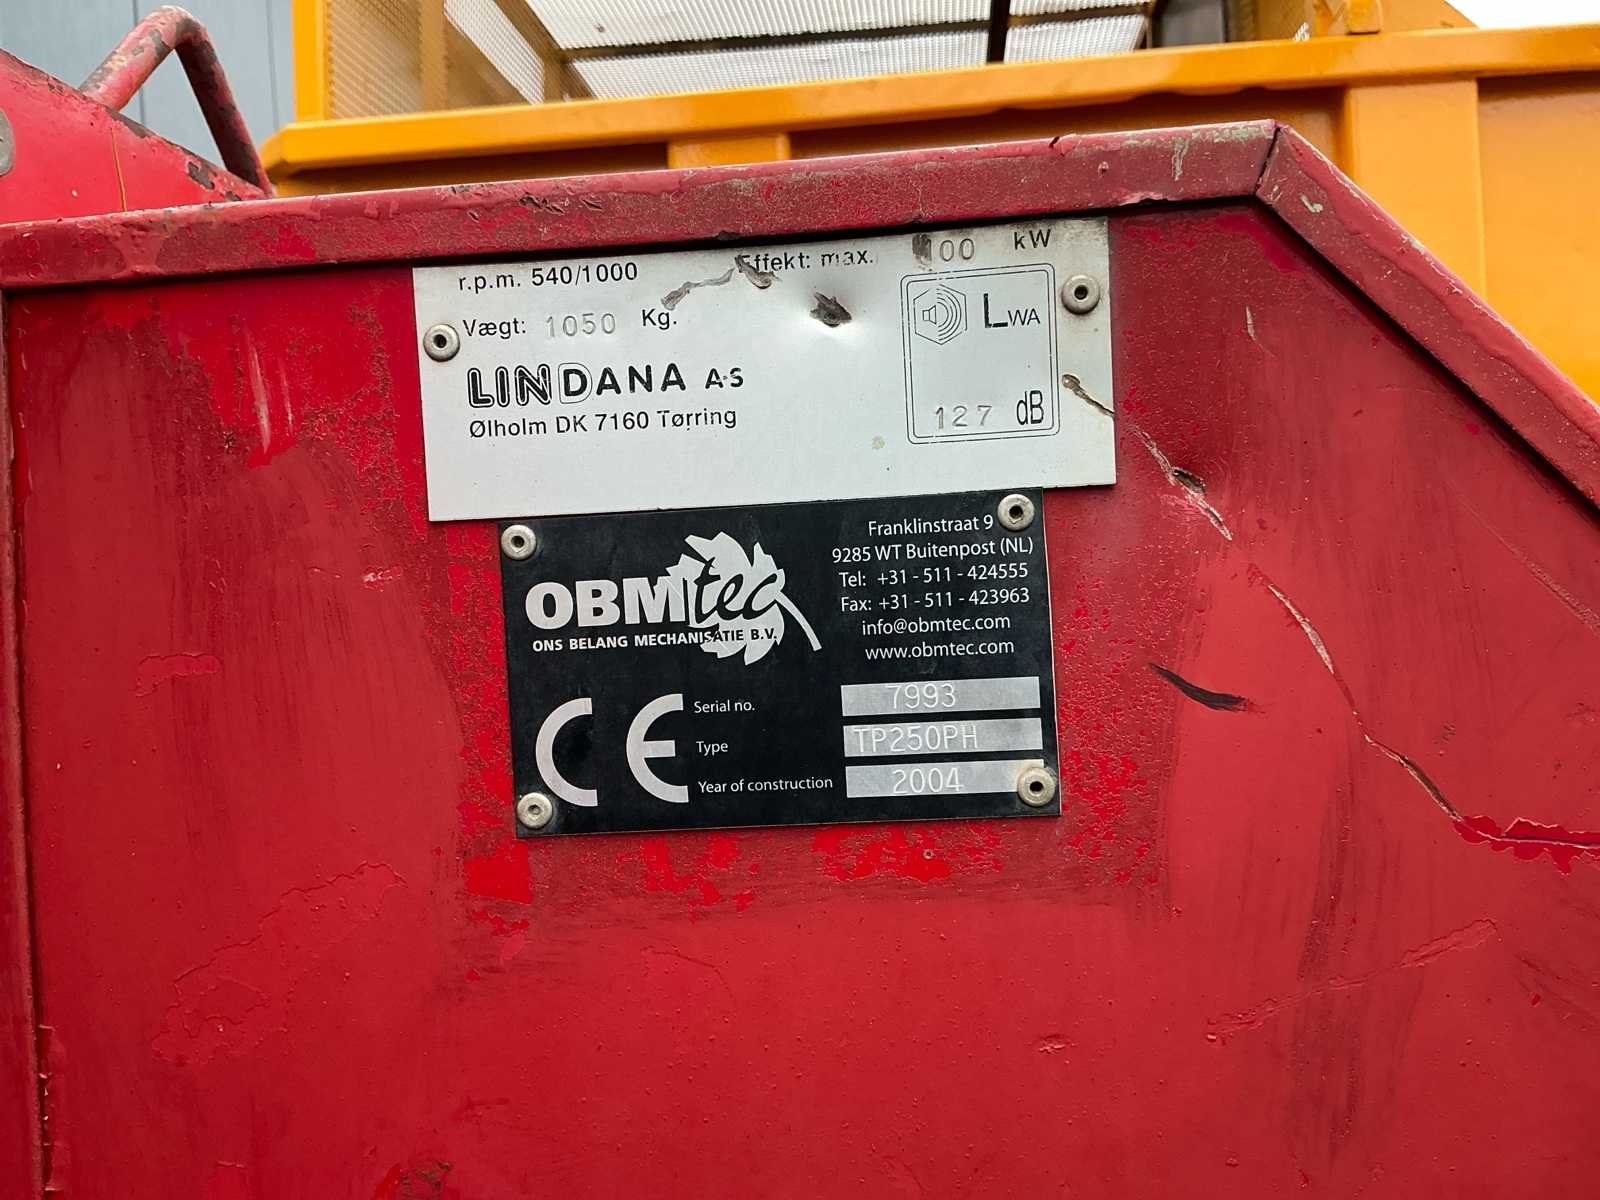 r.p.m. 540/1000 Effekt: max. 100 kW
Vægt: 1050 Kg.
LWA
LINDANA A·S
Ølholm DK 7160 Tørring
127 dB
OBMtec
ONS BELANG MECHANISATIE B.V.
Franklinstraat 9
9285 WT Buitenpost (NL)
Tel: +31 - 511 - 424555
Fax: +31 - 511 - 423963
info@obmtec.com
www.obmtec.com
CE
Serial no. 7993
Type TP250PH
Year of construction 2004